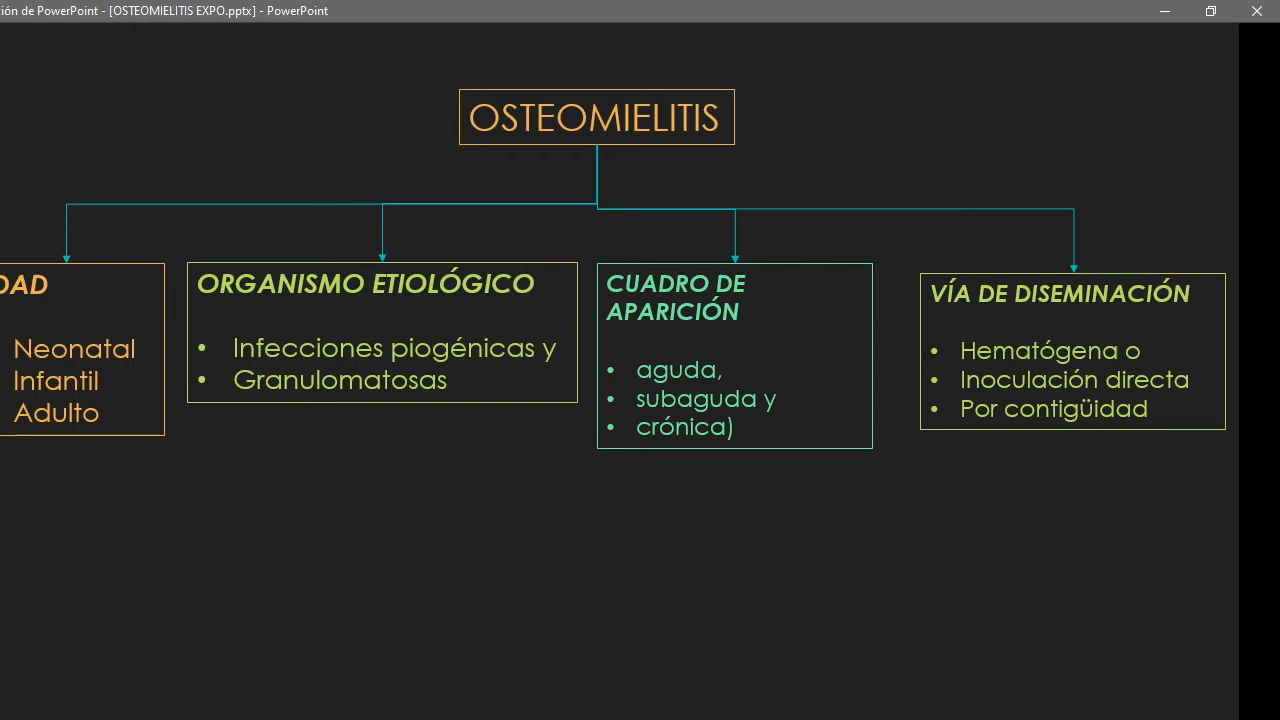 ión de PowerPoint - [OSTEOMIELITIS EXPO.pptx] - PowerPoint
OSTEOMIELITIS
DAD
Neonatal
Infantil
Adulto
ORGANISMO ETIOLÓGICO
• Infecciones piogénicas y
• Granulomatosas
CUADRO DE
APARICIÓN
• aguda,
• subaguda y
• crónica)
VÍA DE DISEMINACIÓN
• Hematógena o
• Inoculación directa
• Por contigüidad